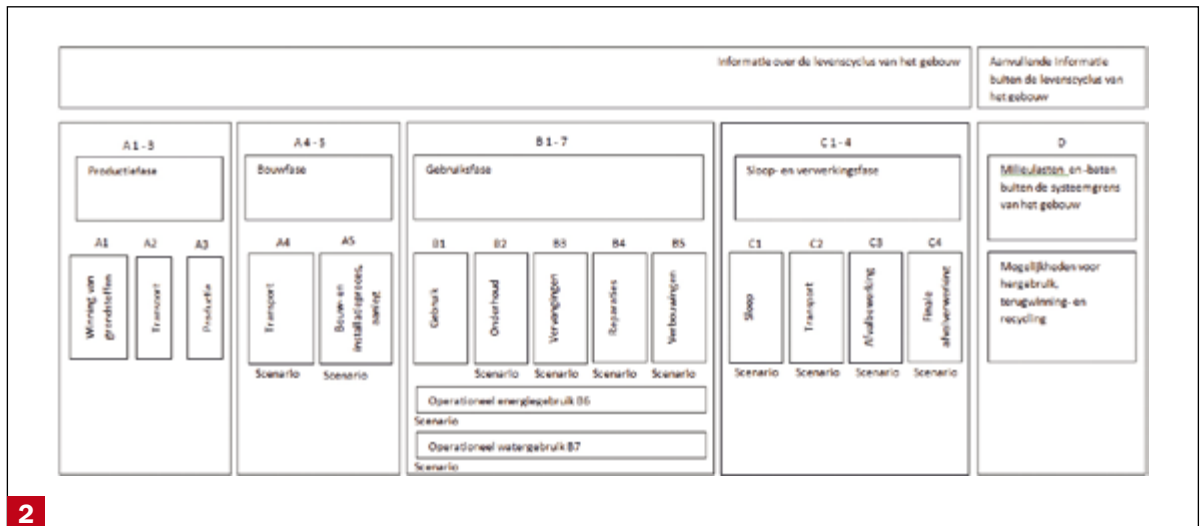 Informatie over de levenscyclus van het gebouw
Aanvullende informatie
buiten de levenscyclus van
het gebouw
A1-3
Productiefase
A1
A2
A3
Winning van
grondstoffen
Transport
Productie
A4-5
Bouwfase
A4
A5
Transport
Bouw- en
installatieproces,
aanleg
Scenario
Scenario
B1-7
Gebruiksfase
B1
B2
B3
B4
B5
Gebruik
Onderhoud
Vervangingen
Reparaties
Verbouwingen
Scenario
Scenario
Scenario
Scenario
Operationeel energiegebruik B6
Scenario
Operationeel watergebruik B7
Scenario
C1-4
Sloop- en verwerkingsfase
C1
C2
C3
C4
Sloop
Transport
Afvalbewerking
Finale
afvalverwerking
Scenario
Scenario
Scenario
Scenario
D
Milieulasten en -baten
buiten de systeemgrens
van het gebouw
Mogelijkheden voor
hergebruik,
terugwinning- en
recycling
2